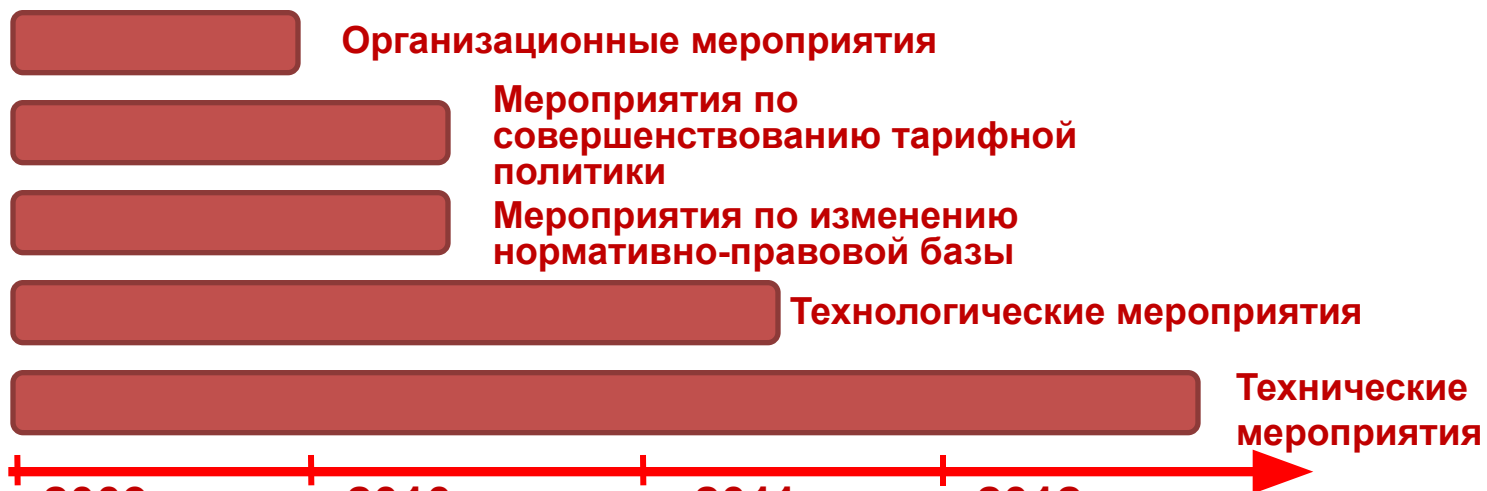 Организационные мероприятия
Мероприятия по
совершенствованию тарифной
политики
Мероприятия по изменению
нормативно-правовой базы
Технологические мероприятия
Технические
мероприятия